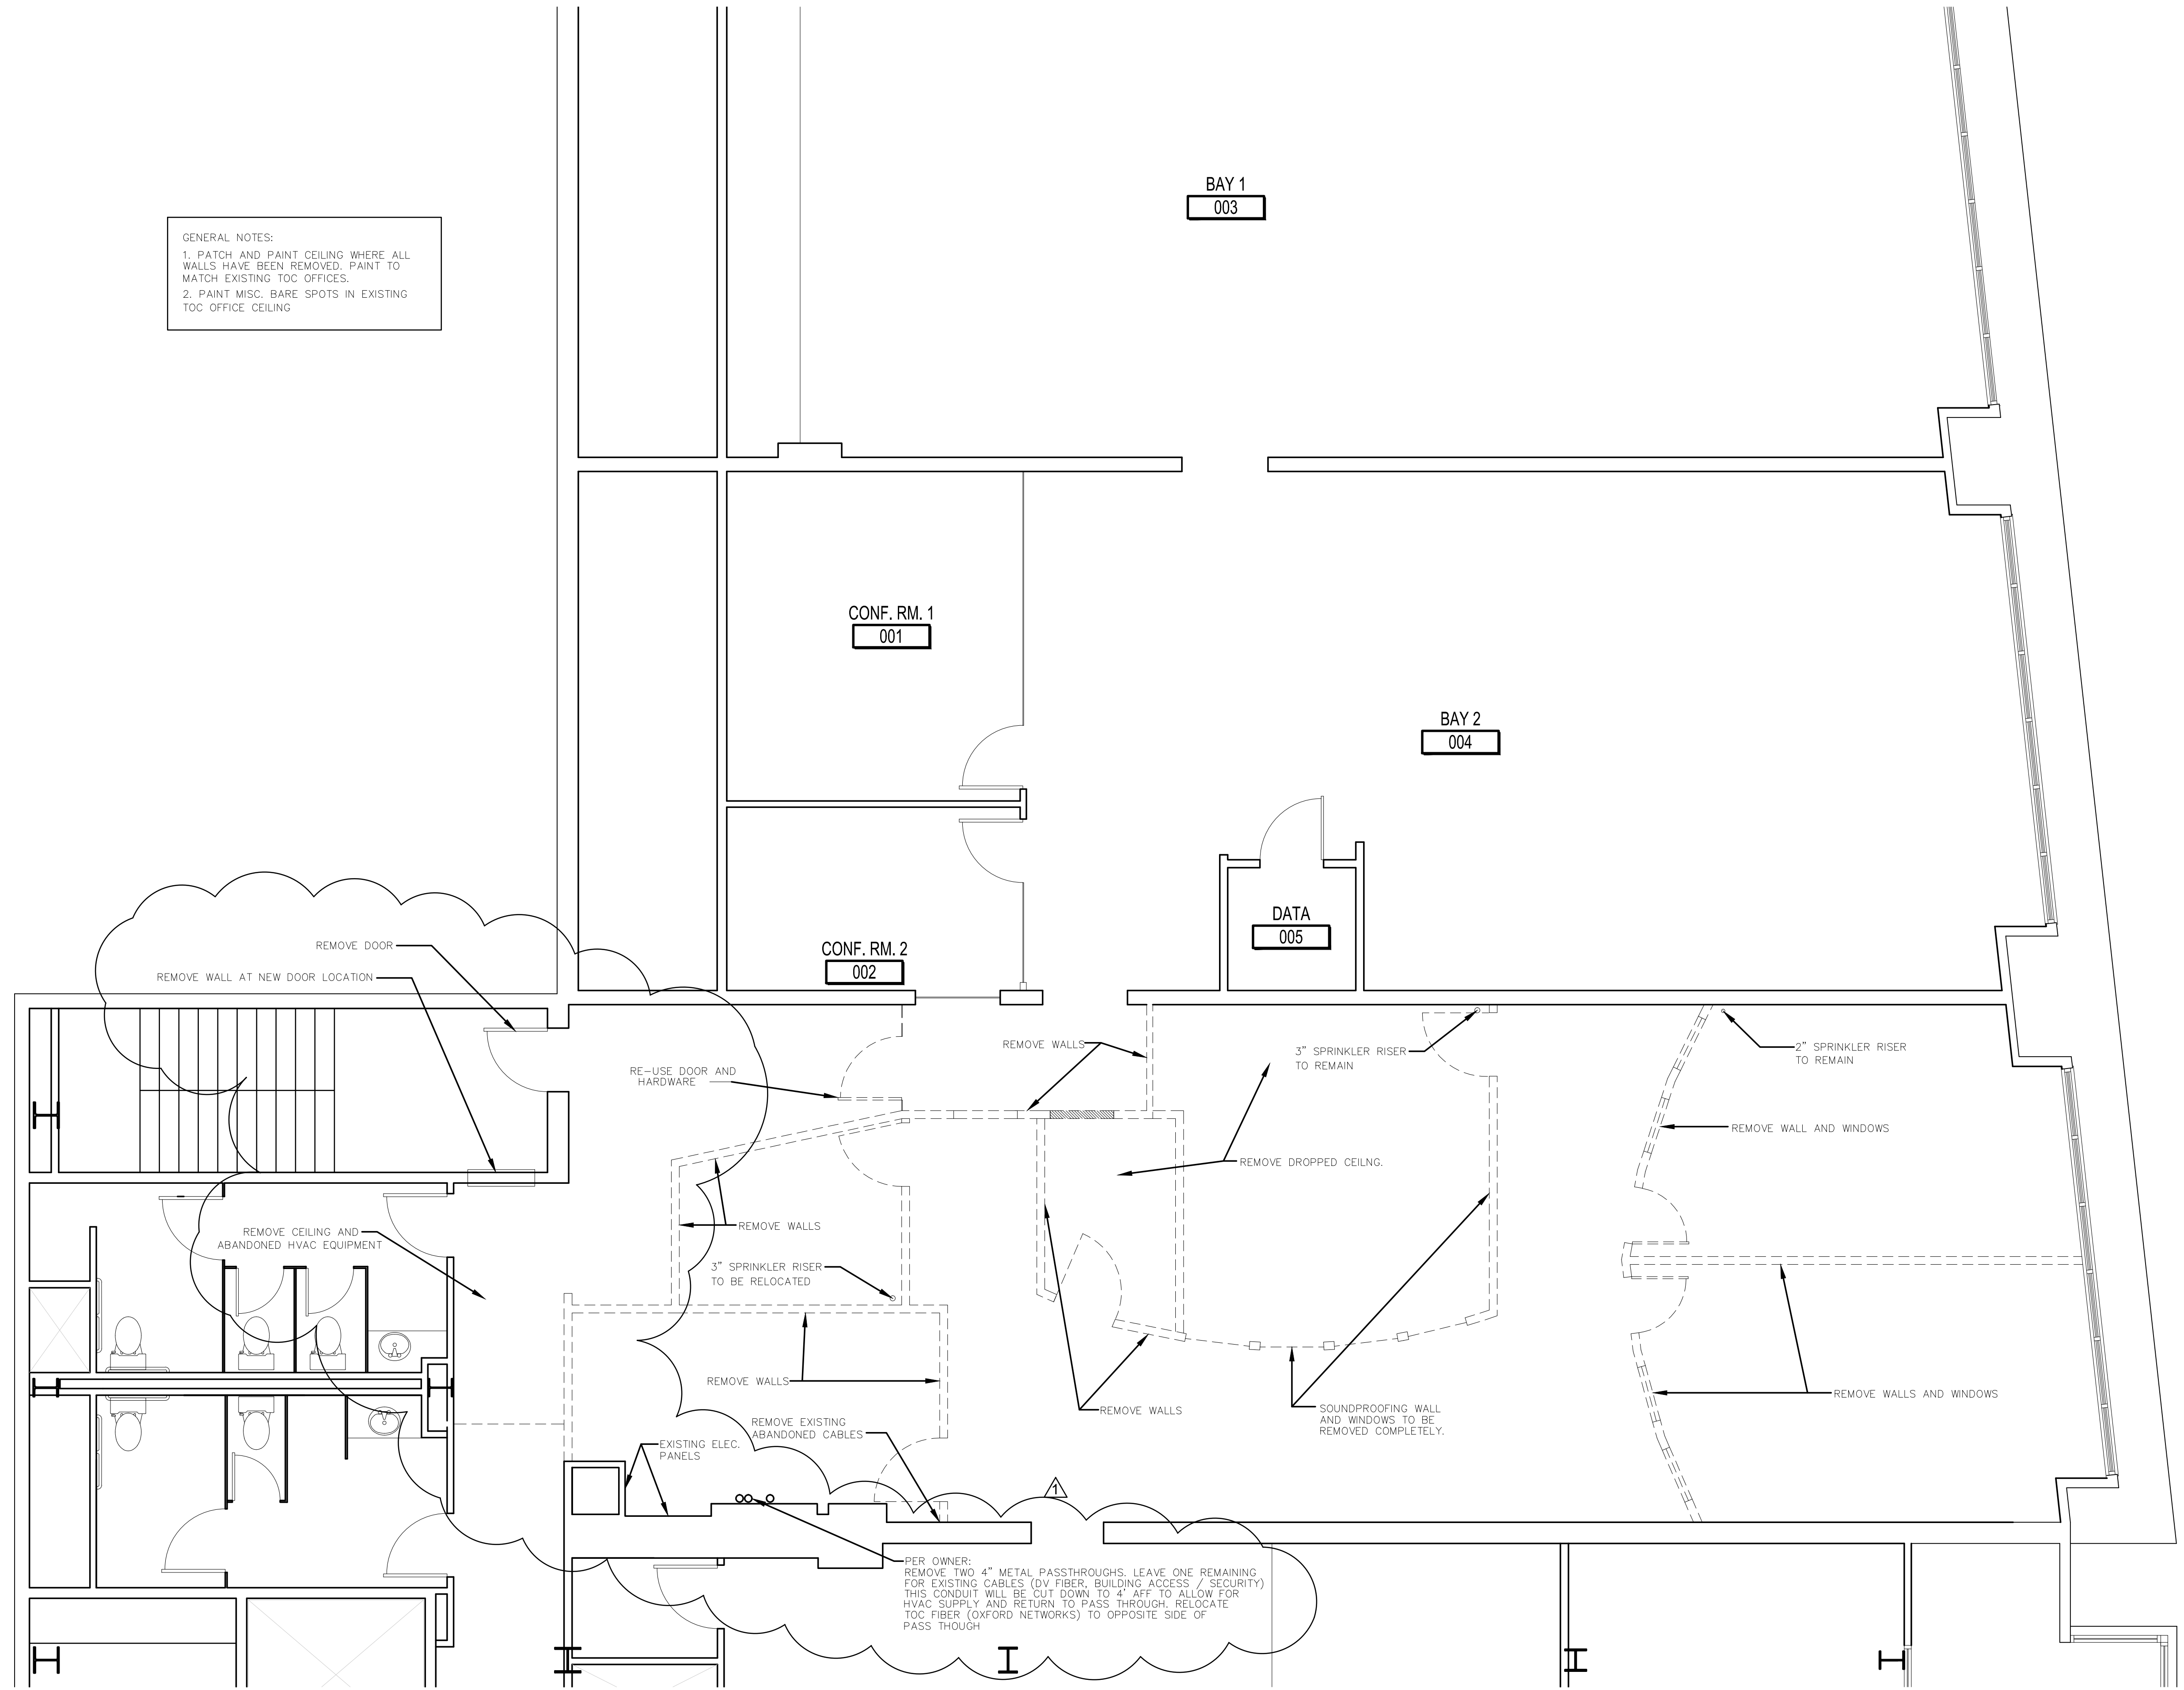 BAY 1
003
GENERAL NOTES:
1. PATCH AND PAINT CEILING WHERE ALL
WALLS HAVE BEEN REMOVED. PAINT TO
MATCH EXISTING TOC OFFICES.
2. PAINT MISC. BARE SPOTS IN EXISTING
TOC OFFICE CEILING
CONF. RM. 1
001
BAY 2
004
DATA
005
CONF. RM. 2
002
REMOVE DOOR
REMOVE WALL AT NEW DOOR LOCATION
REMOVE WALLS
3" SPRINKLER RISER
TO REMAIN
2" SPRINKLER RISER
TO REMAIN
RE-USE DOOR AND
HARDWARE
REMOVE WALL AND WINDOWS
REMOVE DROPPED CEILNG.
REMOVE WALLS
REMOVE CEILING AND
ABANDONED HVAC EQUIPMENT
3" SPRINKLER RISER
TO BE RELOCATED
REMOVE WALLS
REMOVE WALLS
SOUNDPROOFING WALL
AND WINDOWS TO BE
REMOVED COMPLETELY.
REMOVE WALLS AND WINDOWS
REMOVE EXISTING
ABANDONED CABLES
EXISTING ELEC.
PANELS
1
PER OWNER:
REMOVE TWO 4" METAL PASSTHROUGHS. LEAVE ONE REMAINING
FOR EXISTING CABLES (DV FIBER, BUILDING ACCESS / SECURITY)
THIS CONDUIT WILL BE CUT DOWN TO 4' AFF TO ALLOW FOR
HVAC SUPPLY AND RETURN TO PASS THROUGH. RELOCATE
TOC FIBER (OXFORD NETWORKS) TO OPPOSITE SIDE OF
PASS THOUGH